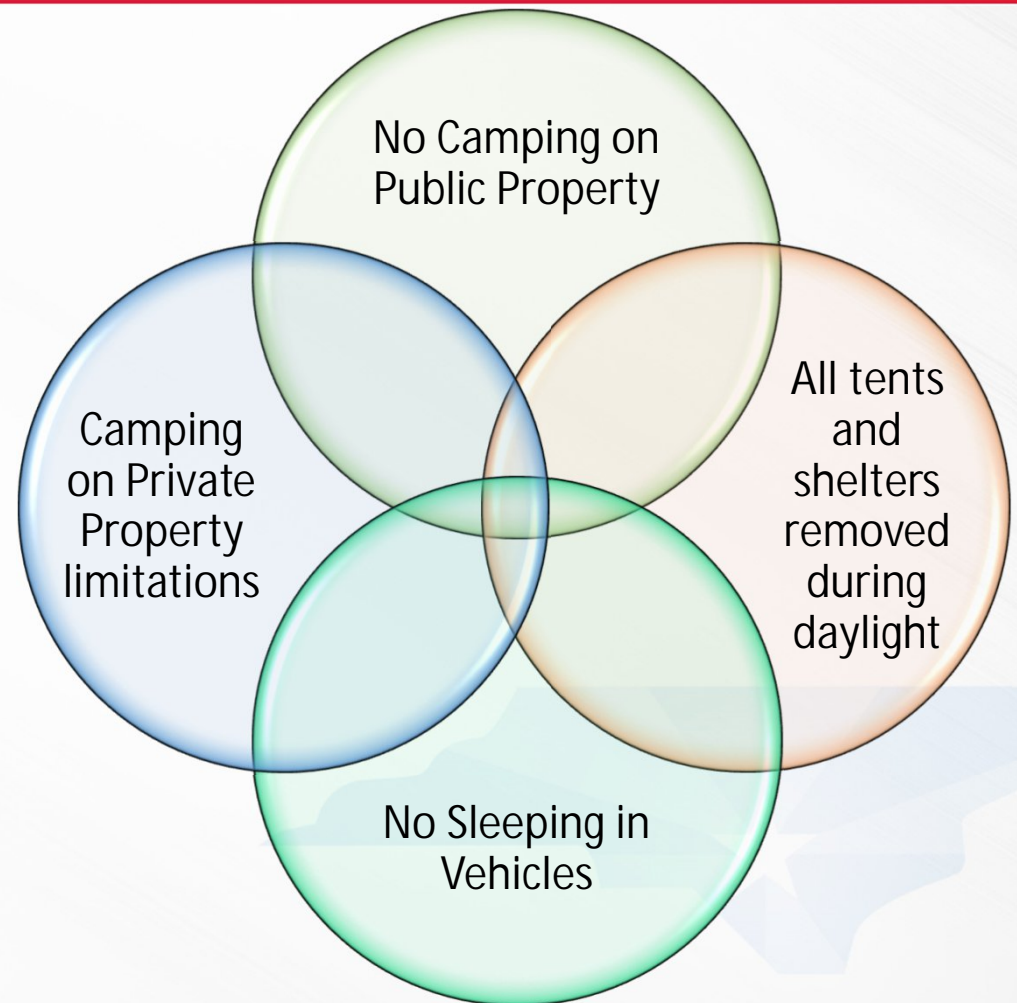 No Camping on
Public Property
Camping
on Private
Property
limitations
All tents
and
shelters
removed
during
daylight
No Sleeping in
Vehicles